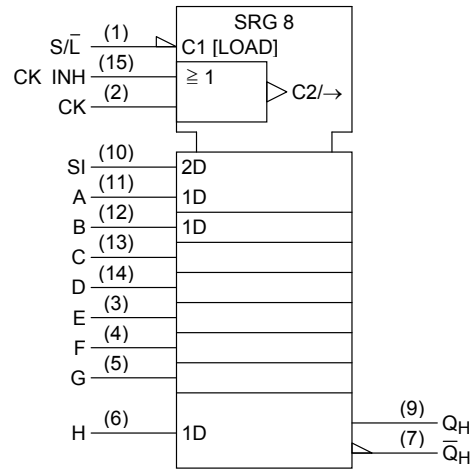 SRG 8
S/L̅ (1) C1 [LOAD]
CK INH (15) ≧ 1
CK (2) C2/→
SI (10) 2D
A (11) 1D
B (12) 1D
C (13)
D (14)
E (3)
F (4)
G (5)
H (6) 1D
(9) QH
(7) Q̅H